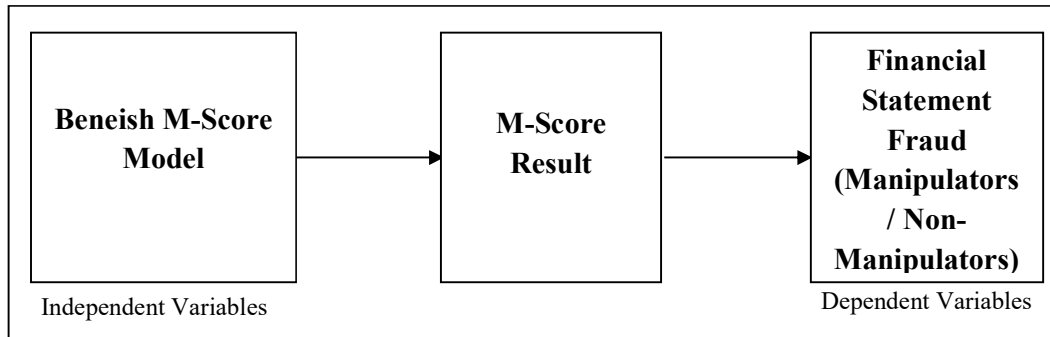 Beneish M-Score
Model
M-Score
Result
Financial
Statement
Fraud
(Manipulators
/ Non-
Manipulators)
Independent Variables
Dependent Variables